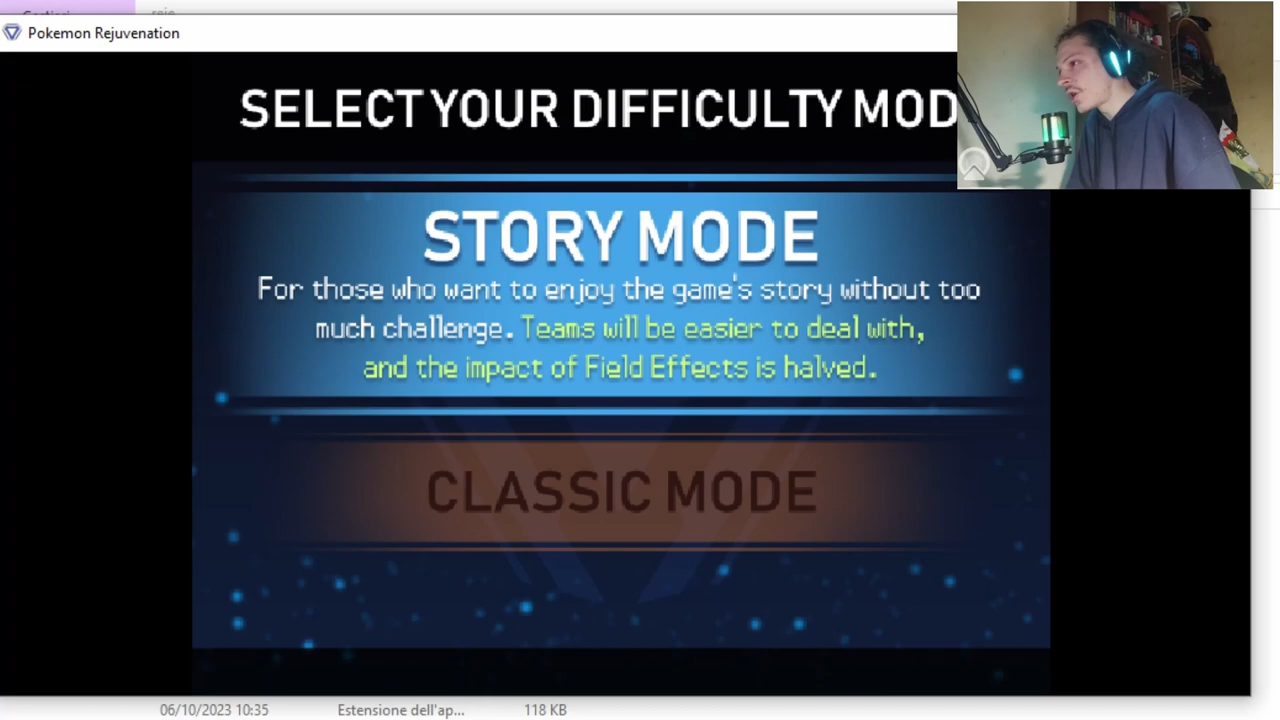 Pokemon Rejuvenation
SELECT YOUR DIFFICULTY MOD
STORY MODE
For those who want to enjoy the game's story without too
much challenge. Teams will be easier to deal with,
and the impact of Field Effects is halved.
CLASSIC MODE
06/10/2023 10:35 Estensione dell'ap... 118 KB